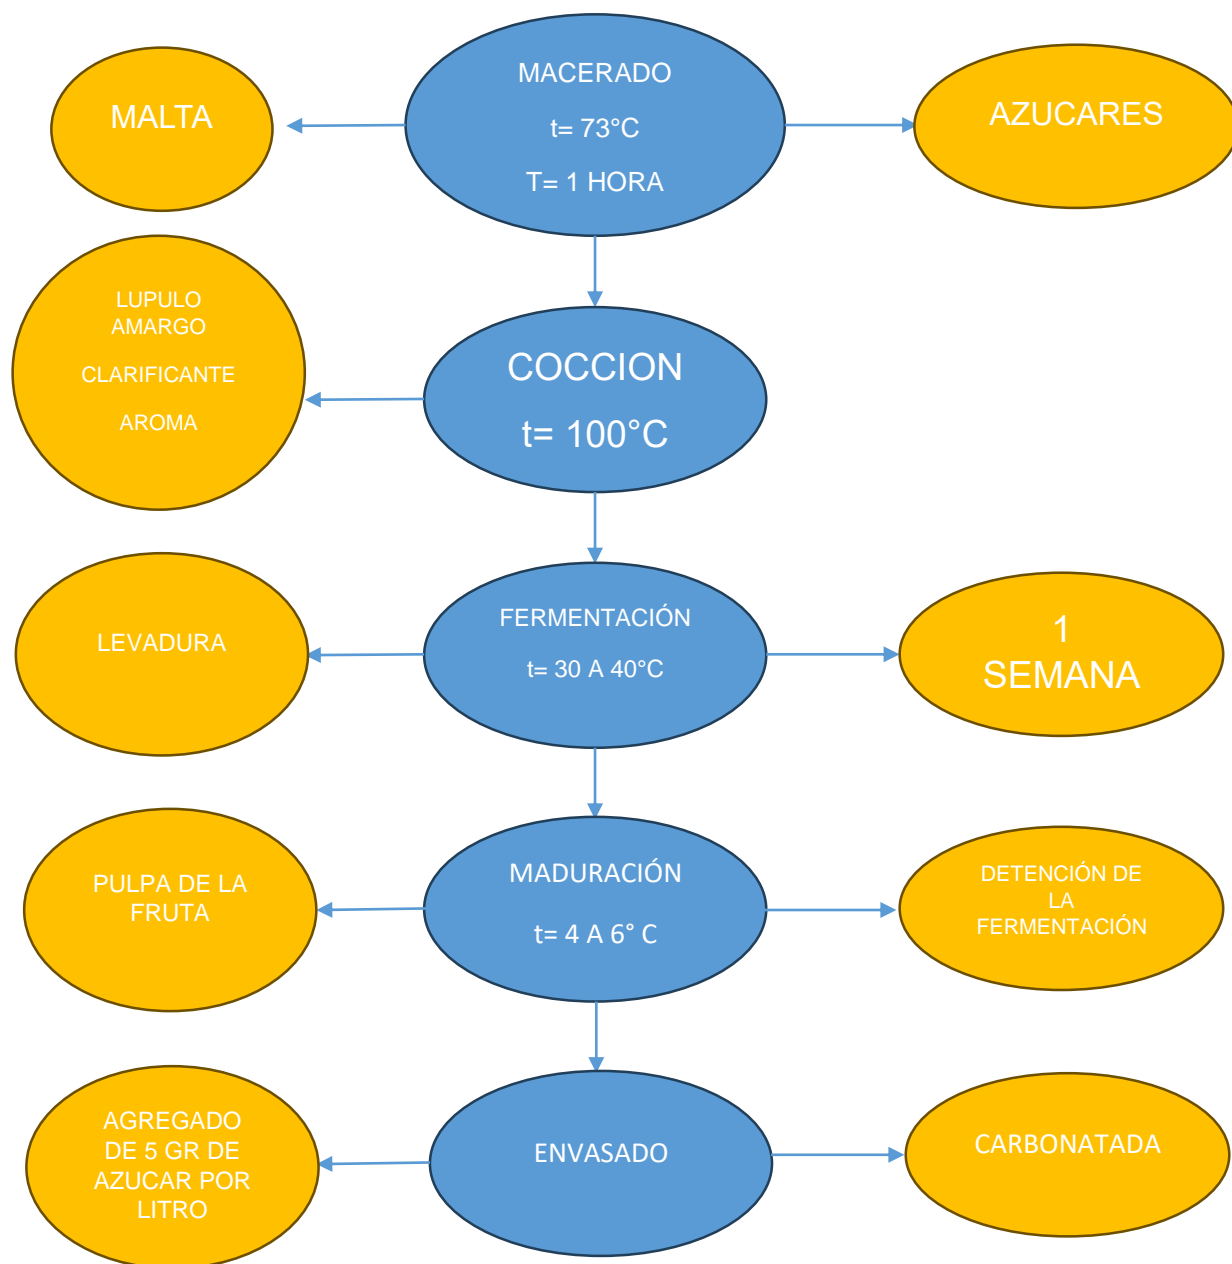 MALTA
MACERADO
t= 73°C
T= 1 HORA
AZUCARES
LUPULO
AMARGO
CLARIFICANTE
AROMA
COCCION
t= 100°C
LEVADURA
FERMENTACIÓN
t= 30 A 40°C
1
SEMANA
PULPA DE LA
FRUTA
MADURACIÓN
t= 4 A 6° C
DETENCIÓN DE
LA
FERMENTACIÓN
AGREGADO
DE 5 GR DE
AZUCAR POR
LITRO
ENVASADO
CARBONATADA